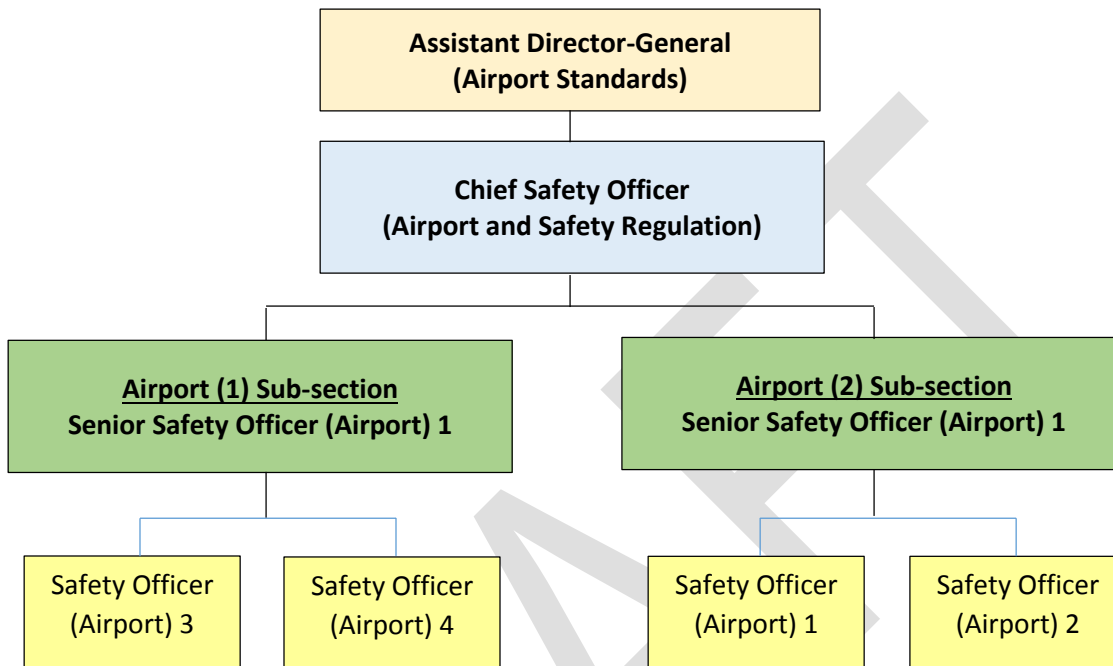 Assistant Director-General
(Airport Standards)
Chief Safety Officer
(Airport and Safety Regulation)
Airport (1) Sub-section
Senior Safety Officer (Airport) 1
Airport (2) Sub-section
Senior Safety Officer (Airport) 1
Safety Officer
(Airport) 3
Safety Officer
(Airport) 4
Safety Officer
(Airport) 1
Safety Officer
(Airport) 2